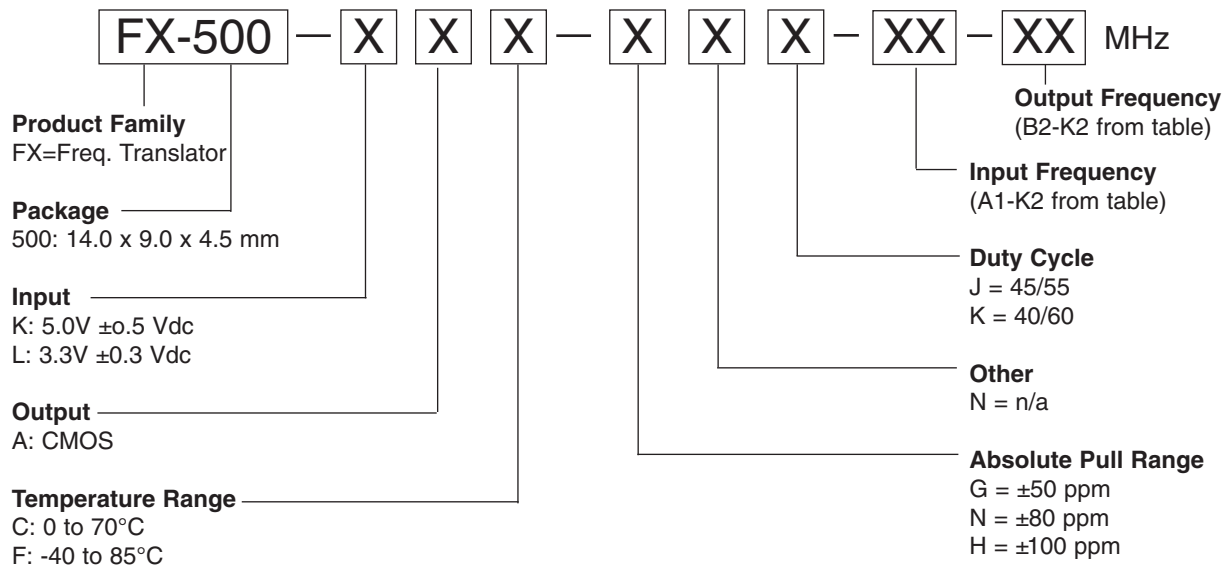 FX-500 — X X X — X X X — XX — XX MHz
Product Family
FX=Freq. Translator
Package
500: 14.0 x 9.0 x 4.5 mm
Input
K: 5.0V ±o.5 Vdc
L: 3.3V ±0.3 Vdc
Output
A: CMOS
Temperature Range
C: 0 to 70°C
F: -40 to 85°C
Output Frequency
(B2-K2 from table)
Input Frequency
(A1-K2 from table)
Duty Cycle
J = 45/55
K = 40/60
Other
N = n/a
Absolute Pull Range
G = ±50 ppm
N = ±80 ppm
H = ±100 ppm